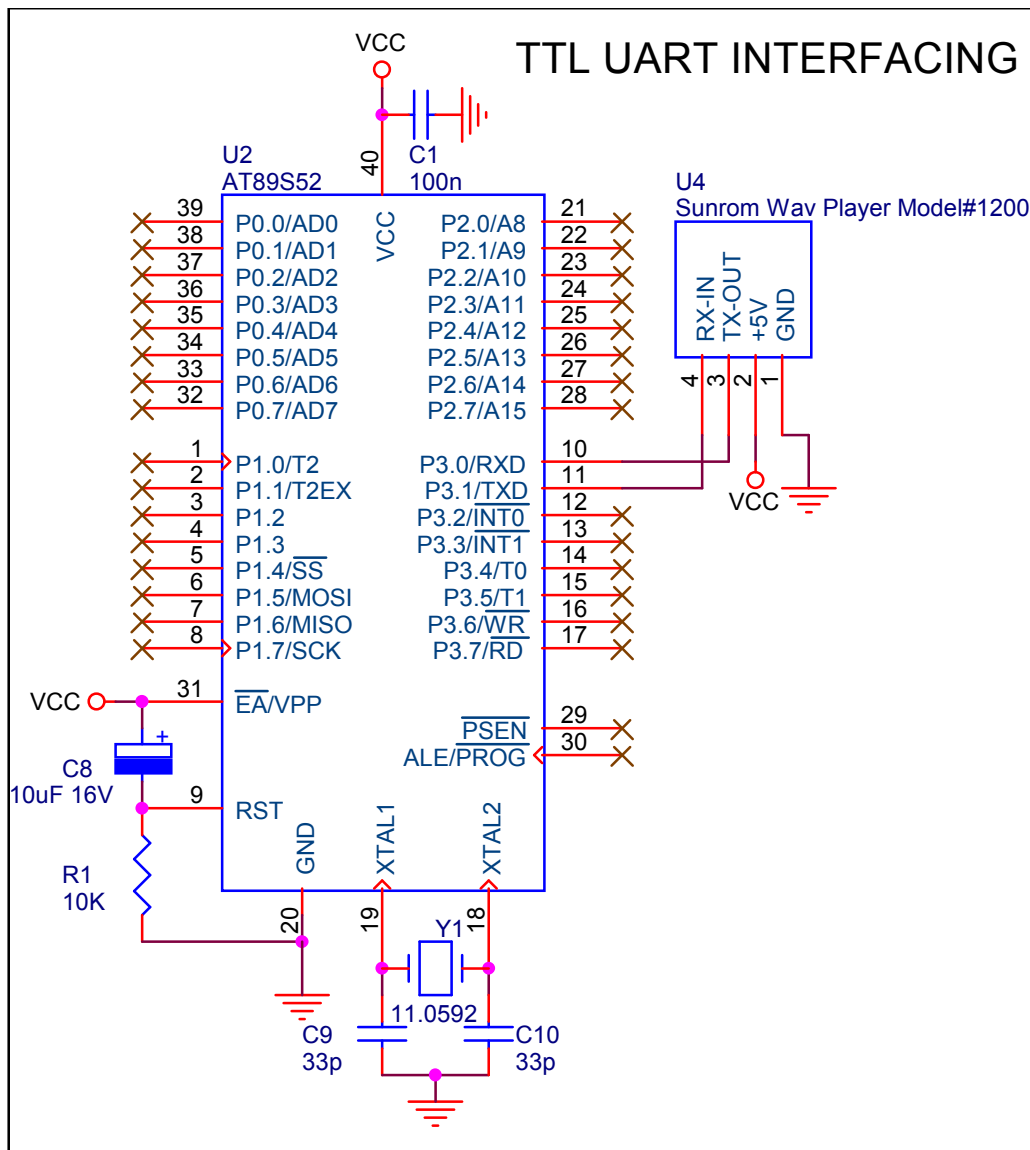 TTL UART INTERFACING
VCC
C1
100n
40
U2
AT89S52
VCC
39 P0.0/AD0
38 P0.1/AD1
37 P0.2/AD2
36 P0.3/AD3
35 P0.4/AD4
34 P0.5/AD5
33 P0.6/AD6
32 P0.7/AD7
1 P1.0/T2
2 P1.1/T2EX
3 P1.2
4 P1.3
5 P1.4/SS
6 P1.5/MOSI
7 P1.6/MISO
8 P1.7/SCK
31 EA/VPP
9 RST
P2.0/A8 21
P2.1/A9 22
P2.2/A10 23
P2.3/A11 24
P2.4/A12 25
P2.5/A13 26
P2.6/A14 27
P2.7/A15 28
P3.0/RXD 10
P3.1/TXD 11
P3.2/INT0 12
P3.3/INT1 13
P3.4/T0 14
P3.5/T1 15
P3.6/WR 16
P3.7/RD 17
PSEN 29
ALE/PROG 30
GND
XTAL1
XTAL2
20
19
18
U4
Sunrom Wav Player Model#1200
RX-IN
TX-OUT
+5V
GND
4
3
2
1
VCC
VCC
+
C8
10uF 16V
R1
10K
Y1
11.0592
C9
33p
C10
33p